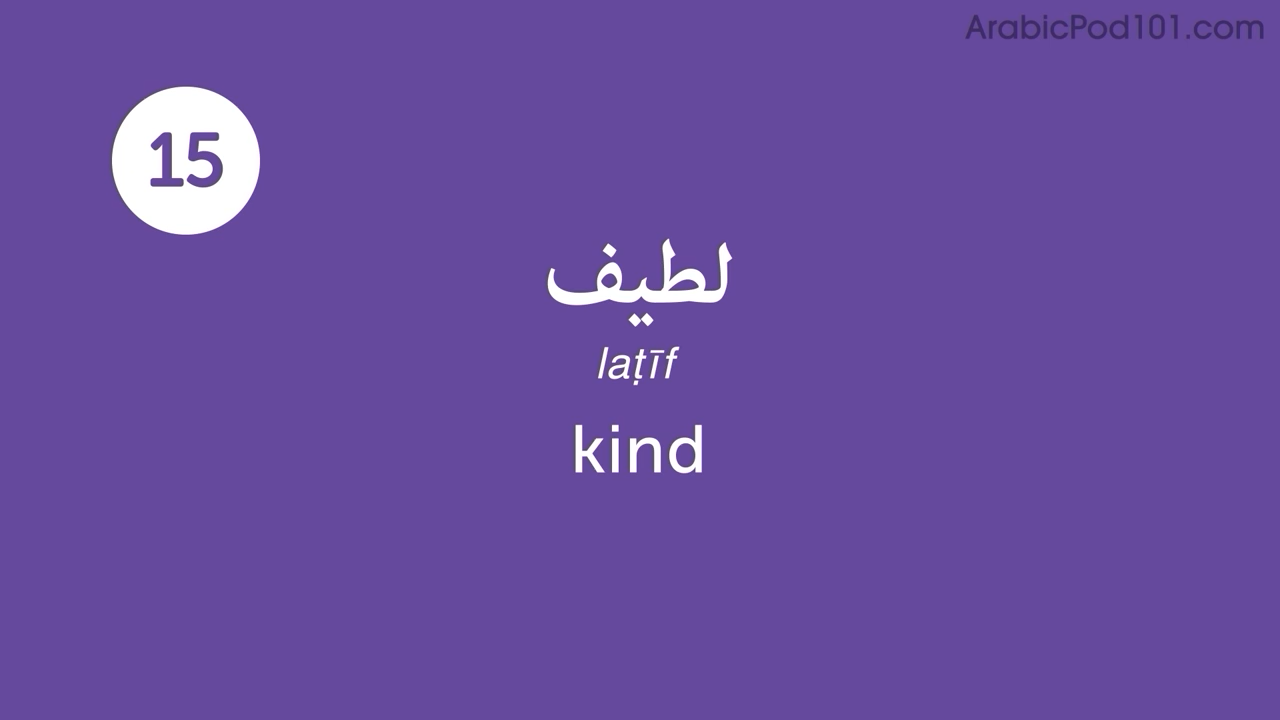 ArabicPod101.com
15
لطيف
laṭīf
kind